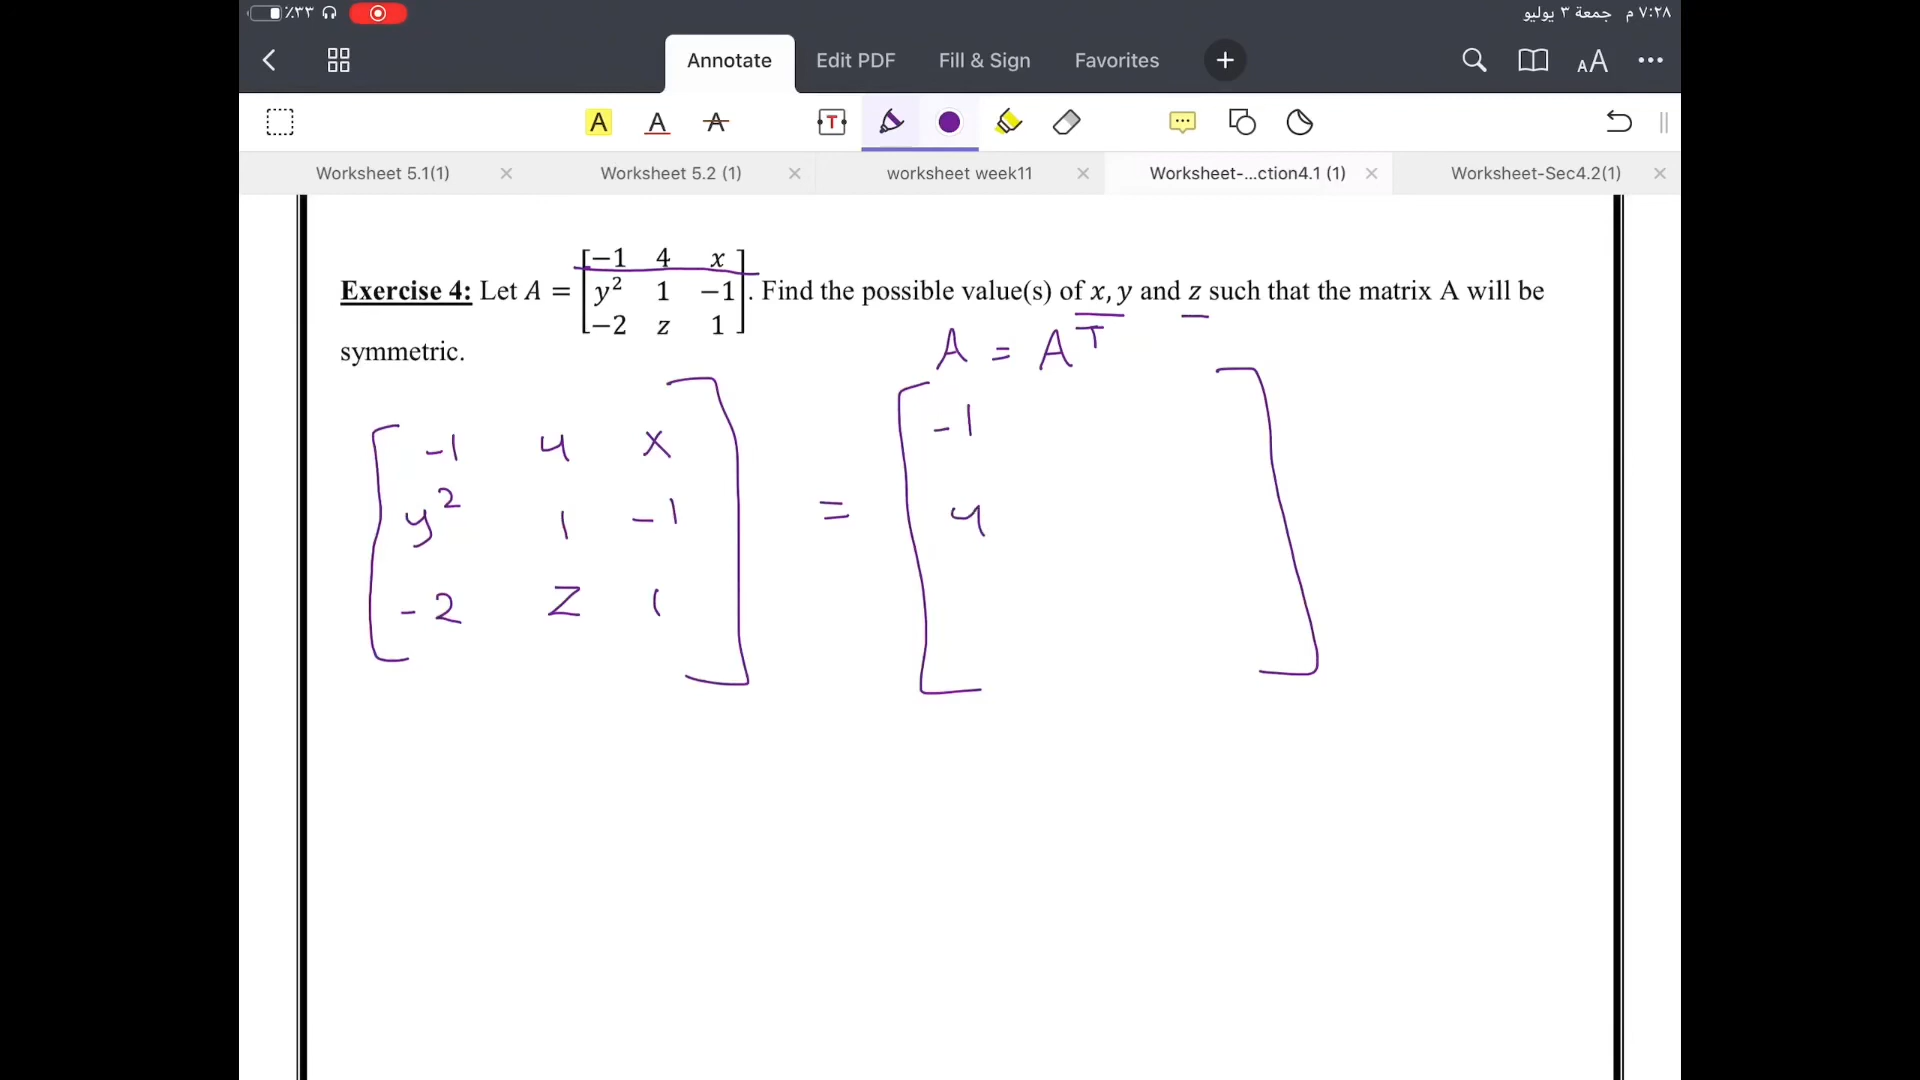 ٪٣٣ ٧:٢٨ م جمعة ٣ يوليو
Annotate Edit PDF Fill & Sign Favorites + AA
A A A T
Worksheet 5.1(1) × Worksheet 5.2 (1) × worksheet week11 × Worksheet-...ction4.1 (1) × Worksheet-Sec4.2(1) ×
Exercise 4: Let A = [−1 4 x; y² 1 −1; −2 z 1]. Find the possible value(s) of x, y and z such that the matrix A will be
symmetric.
A = Aᵀ
[-1 4 x
y² 1 -1
-2 z 1]
=
[-1
4 ]